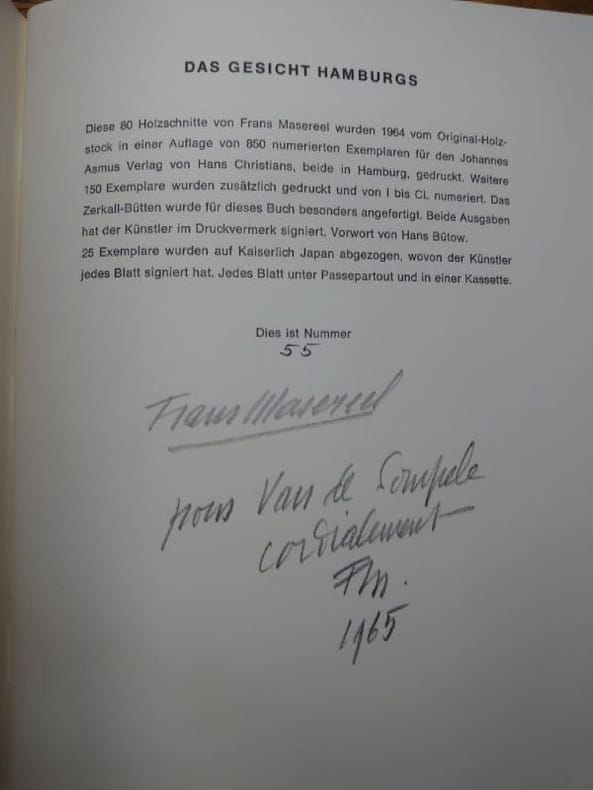 DAS GESICHT HAMBURGS
Diese 80 Holzschnitte von Frans Masereel wurden 1964 vom Original-Holz-
stock in einer Auflage von 850 numerierten Exemplaren für den Johannes
Asmus Verlag von Hans Christians, beide in Hamburg, gedruckt. Weitere
150 Exemplare wurden zusätzlich gedruckt und von I bis CL numeriert. Das
Zerkall-Bütten wurde für dieses Buch besonders angefertigt. Beide Ausgaben
hat der Künstler im Druckvermerk signiert. Vorwort von Hans Bütow.
25 Exemplare wurden auf Kaiserlich Japan abgezogen, wovon der Künstler
jedes Blatt signiert hat. Jedes Blatt unter Passepartout und in einer Kassette.
Dies ist Nummer
55
Frans Masereel
pour Van de Sompele
cordialement
FM.
1965